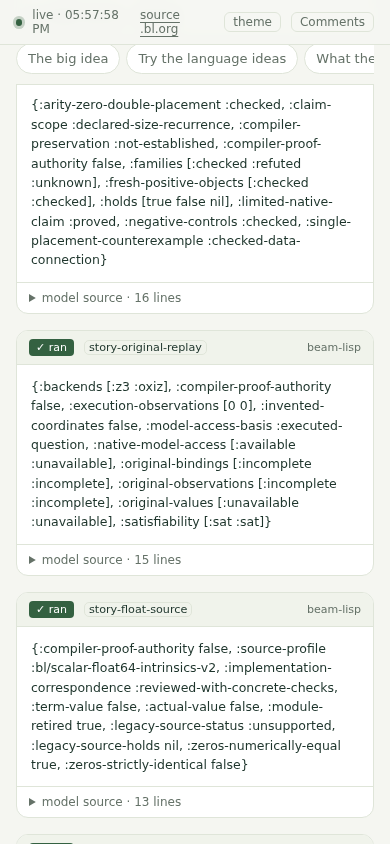 live · 05:57:58 PM
source .bl.org
theme
Comments
The big idea
Try the language ideas
What the
{:arity-zero-double-placement :checked, :claim-
scope :declared-size-recurrence, :compiler-
preservation :not-established, :compiler-proof-
authority false, :families [:checked :refuted
:unknown], :fresh-positive-objects [:checked
:checked], :holds [true false nil], :limited-native-
claim :proved, :negative-controls :checked, :single-
placement-counterexample :checked-data-
connection}
▶ model source · 16 lines
✓ ran story-original-replay beam-lisp
{:backends [:z3 :oxiz], :compiler-proof-authority
false, :execution-observations [0 0], :invented-
coordinates false, :model-access-basis :executed-
question, :native-model-access [:available
:unavailable], :original-bindings [:incomplete
:incomplete], :original-observations [:incomplete
:incomplete], :original-values [:unavailable
:unavailable], :satisfiability [:sat :sat]}
▶ model source · 15 lines
✓ ran story-float-source beam-lisp
{:compiler-proof-authority false, :source-profile
:bl/scalar-float64-intrinsics-v2, :implementation-
correspondence :reviewed-with-concrete-checks,
:term-value false, :actual-value false, :module-
retired true, :legacy-source-status :unsupported,
:legacy-source-holds nil, :zeros-numerically-equal
true, :zeros-strictly-identical false}
▶ model source · 13 lines